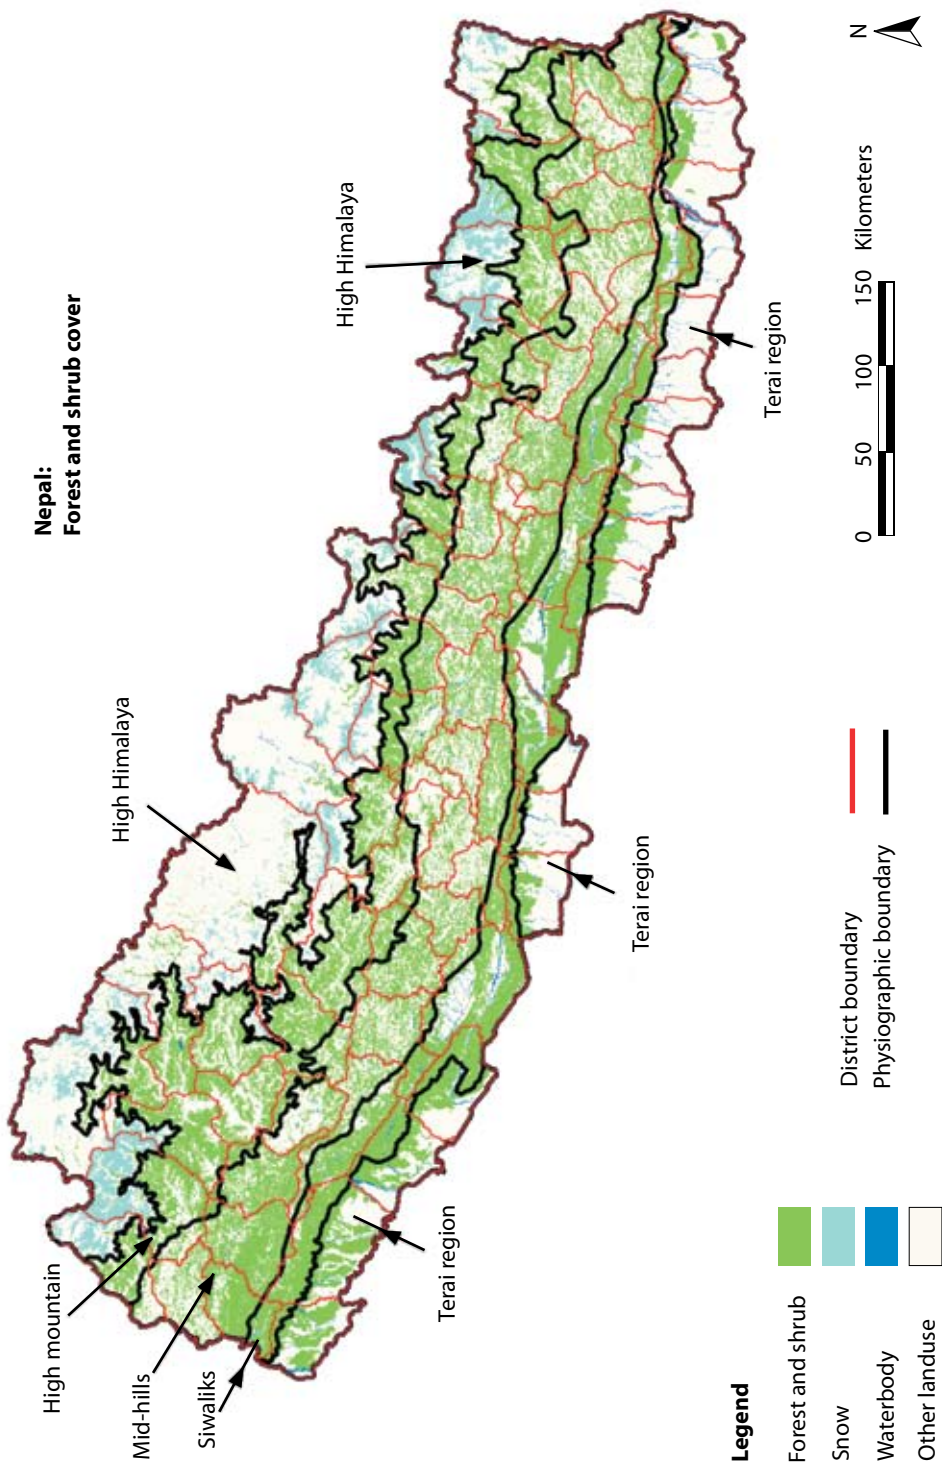 Nepal:
Forest and shrub cover
High Himalaya
High Himalaya
High mountain
Mid-hills
Siwaliks
Terai region
Terai region
Terai region
N
0 50 100 150 Kilometers
Legend
Forest and shrub
Snow
Waterbody
Other landuse
District boundary
Physiographic boundary